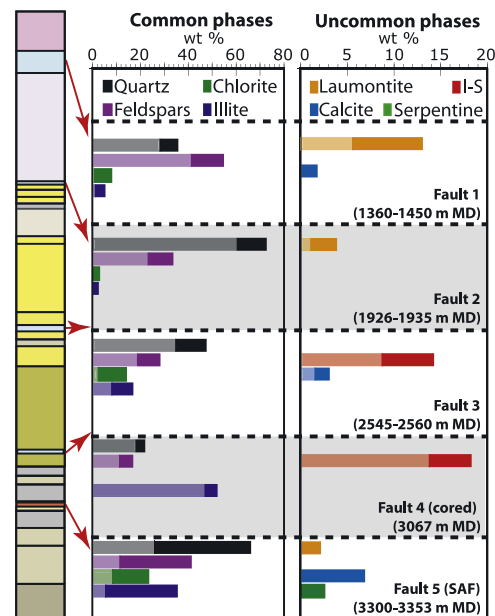 Common phases
Uncommon phases
wt %
wt %
0 20 40 60 80
0 5 10 15
Quartz Chlorite
Feldspars Illite
Laumontite I-S
Calcite Serpentine
Fault 1
(1360-1450 m MD)
Fault 2
(1926-1935 m MD)
Fault 3
(2545-2560 m MD)
Fault 4 (cored)
(3067 m MD)
Fault 5 (SAF)
(3300-3353 m MD)